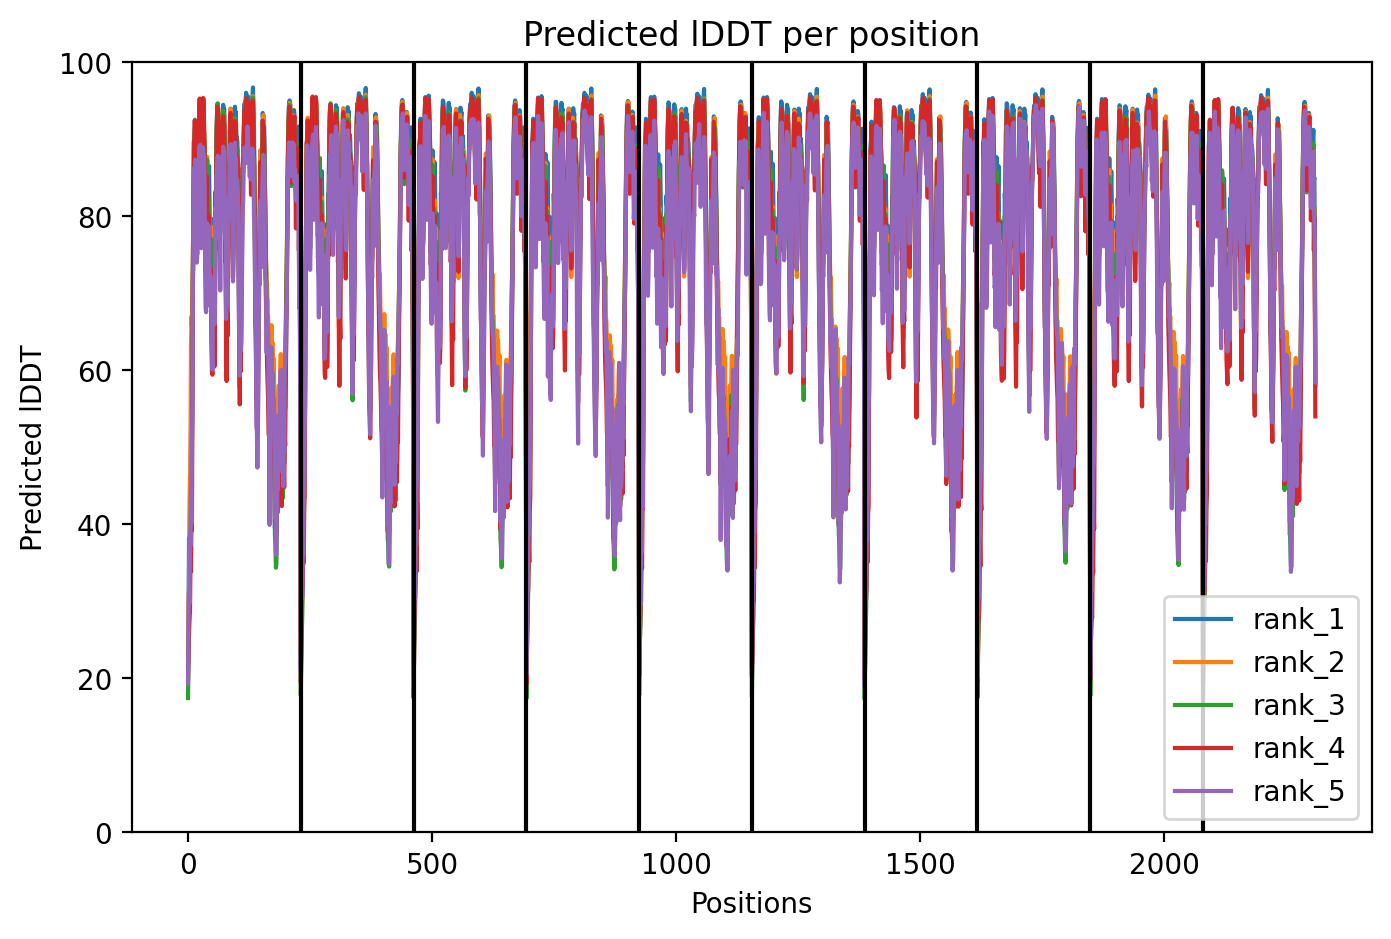 Predicted lDDT per position
100
80
60
40
20
0
Predicted lDDT
0 500 1000 1500 2000
Positions
rank_1
rank_2
rank_3
rank_4
rank_5